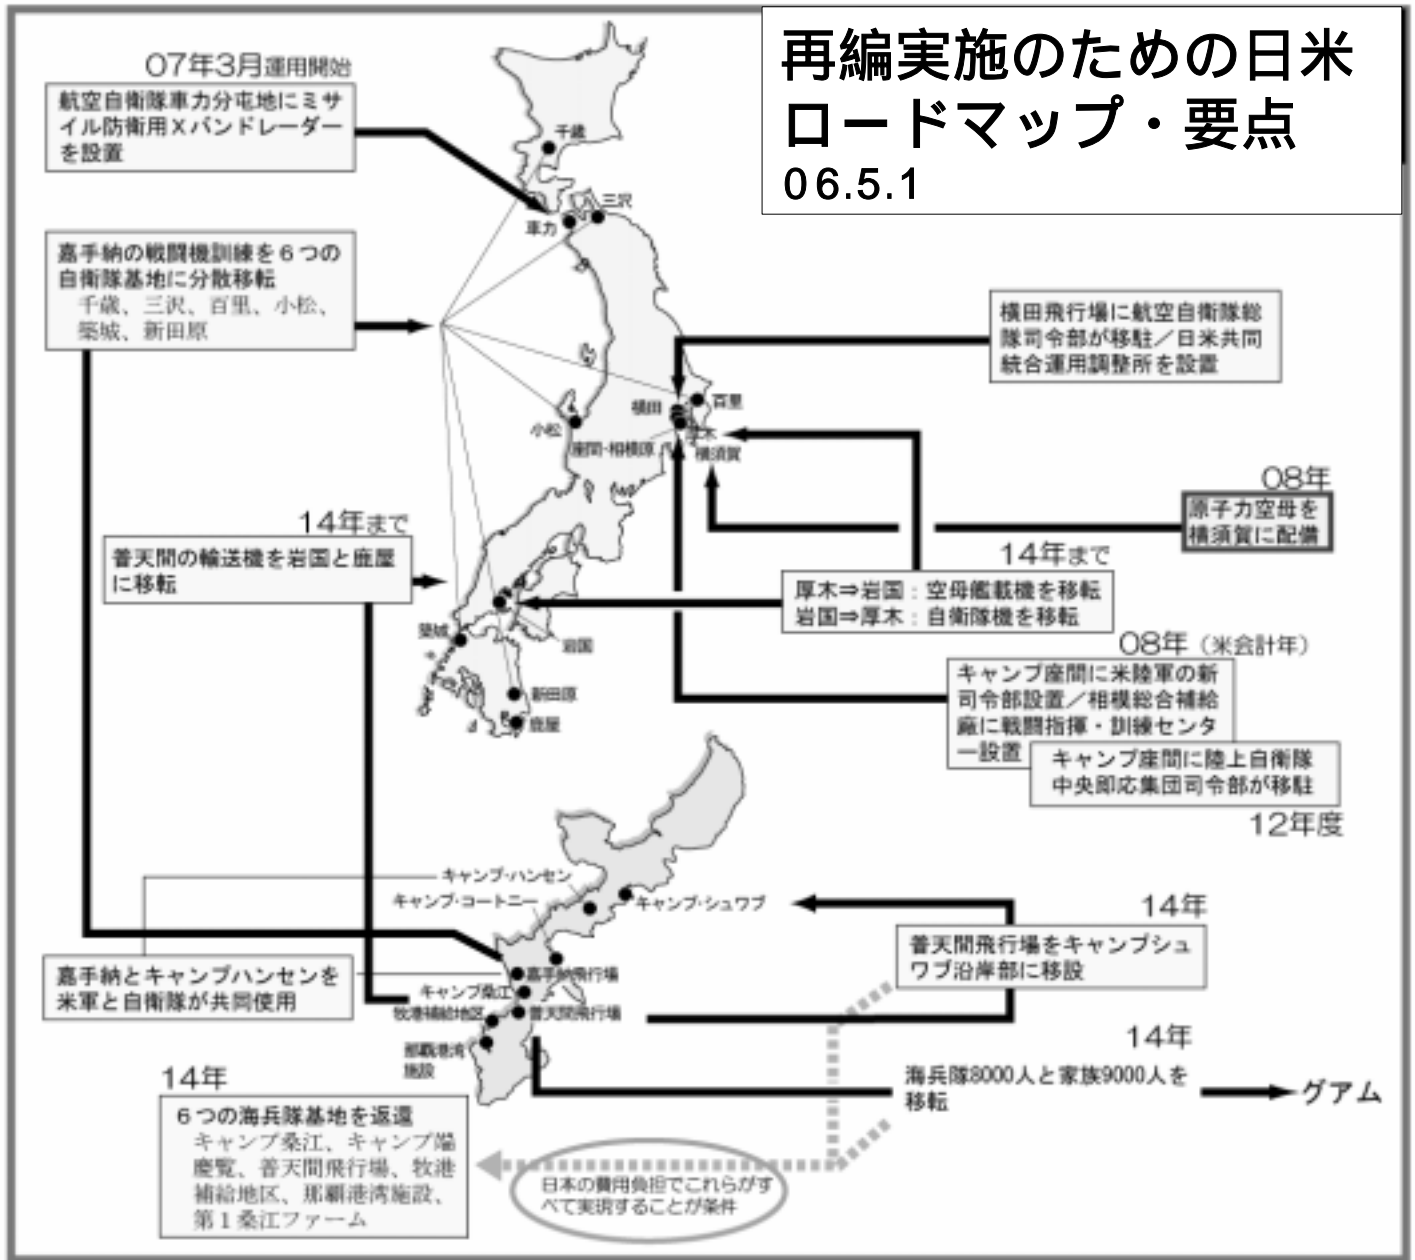 再編実施のための日米
ロードマップ・要点
06.5.1
07年3月運用開始
航空自衛隊車力分屯地にミサ
イル防衛用Xバンドレーダー
を設置
千歳
三沢
車力
嘉手納の戦闘機訓練を6つの
自衛隊基地に分散移転
千歳、三沢、百里、小松、
築城、新田原
横田飛行場に航空自衛隊総
隊司令部が移駐／日米共同
統合運用調整所を設置
横田
百里
小松
厚木
座間・相模原
横須賀
08年
原子力空母を
横須賀に配備
14年まで
普天間の輸送機を岩国と鹿屋
に移転
14年まで
厚木⇒岩国：空母艦載機を移転
岩国⇒厚木：自衛隊機を移転
築城
岩国
新田原
鹿屋
08年（米会計年）
キャンプ座間に米陸軍の新
司令部設置／相模総合補給
廠に戦闘指揮・訓練センタ
ー設置
キャンプ座間に陸上自衛隊
中央即応集団司令部が移駐
12年度
キャンプ・ハンセン
キャンプ・コートニー
キャンプ・シュワブ
14年
普天間飛行場をキャンプシュ
ワブ沿岸部に移設
嘉手納とキャンプハンセンを
米軍と自衛隊が共同使用
嘉手納飛行場
キャンプ桑江
牧港補給地区
普天間飛行場
那覇港湾
施設
14年
海兵隊8000人と家族9000人を
移転
グアム
14年
6つの海兵隊基地を返還
キャンプ桑江、キャンプ瑞
慶覧、普天間飛行場、牧港
補給地区、那覇港湾施設、
第1桑江ファーム
日本の費用負担でこれらがす
べて実現することが条件